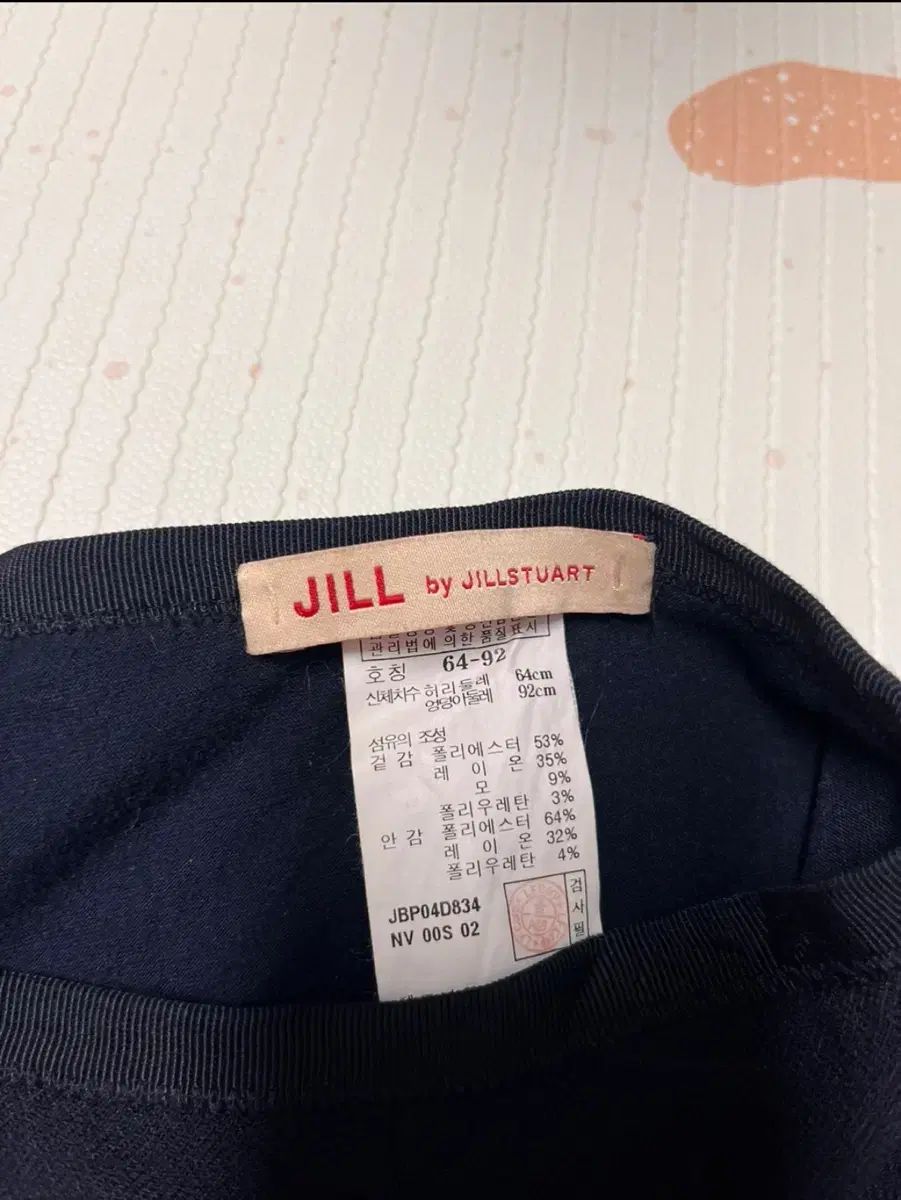 JILL by JILLSTUART
관리법에 의한 품질표시
호칭 64-92
신체치수 허리둘레 64cm
엉덩이둘레 92cm
섬유의 조성
겉감 폴리에스터 53%
레이온 35%
모 9%
폴리우레탄 3%
안감 폴리에스터 64%
레이온 32%
폴리우레탄 4%
JBP04D834
NV 00S 02
검사필